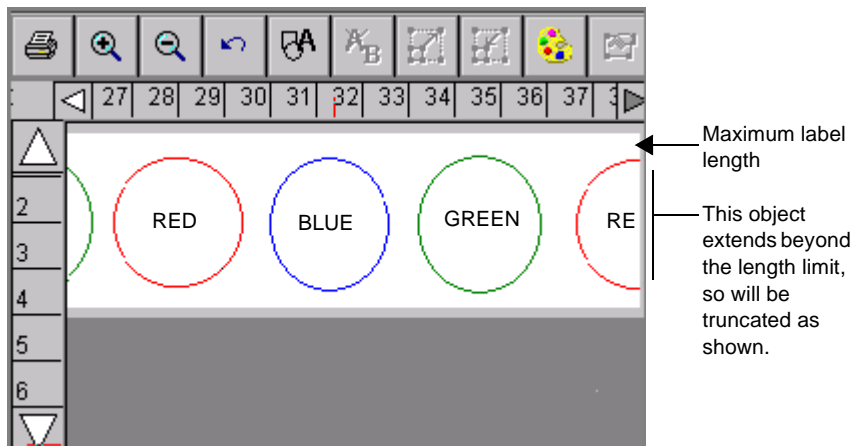 A
A B
27 28 29 30 31 32 33 34 35 36 37 3
2
3
4
5
6
RED BLUE GREEN RE
Maximum label
length
This object
extends beyond
the length limit,
so will be
truncated as
shown.